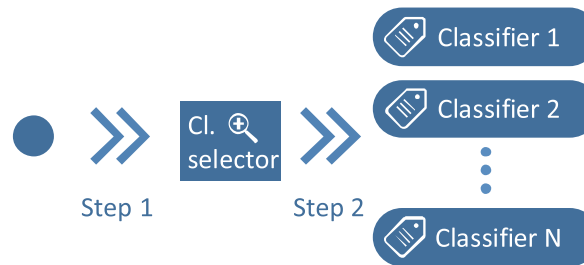 Classifier 1
Cl.
selector
Classifier 2
Step 1
Step 2
Classifier N